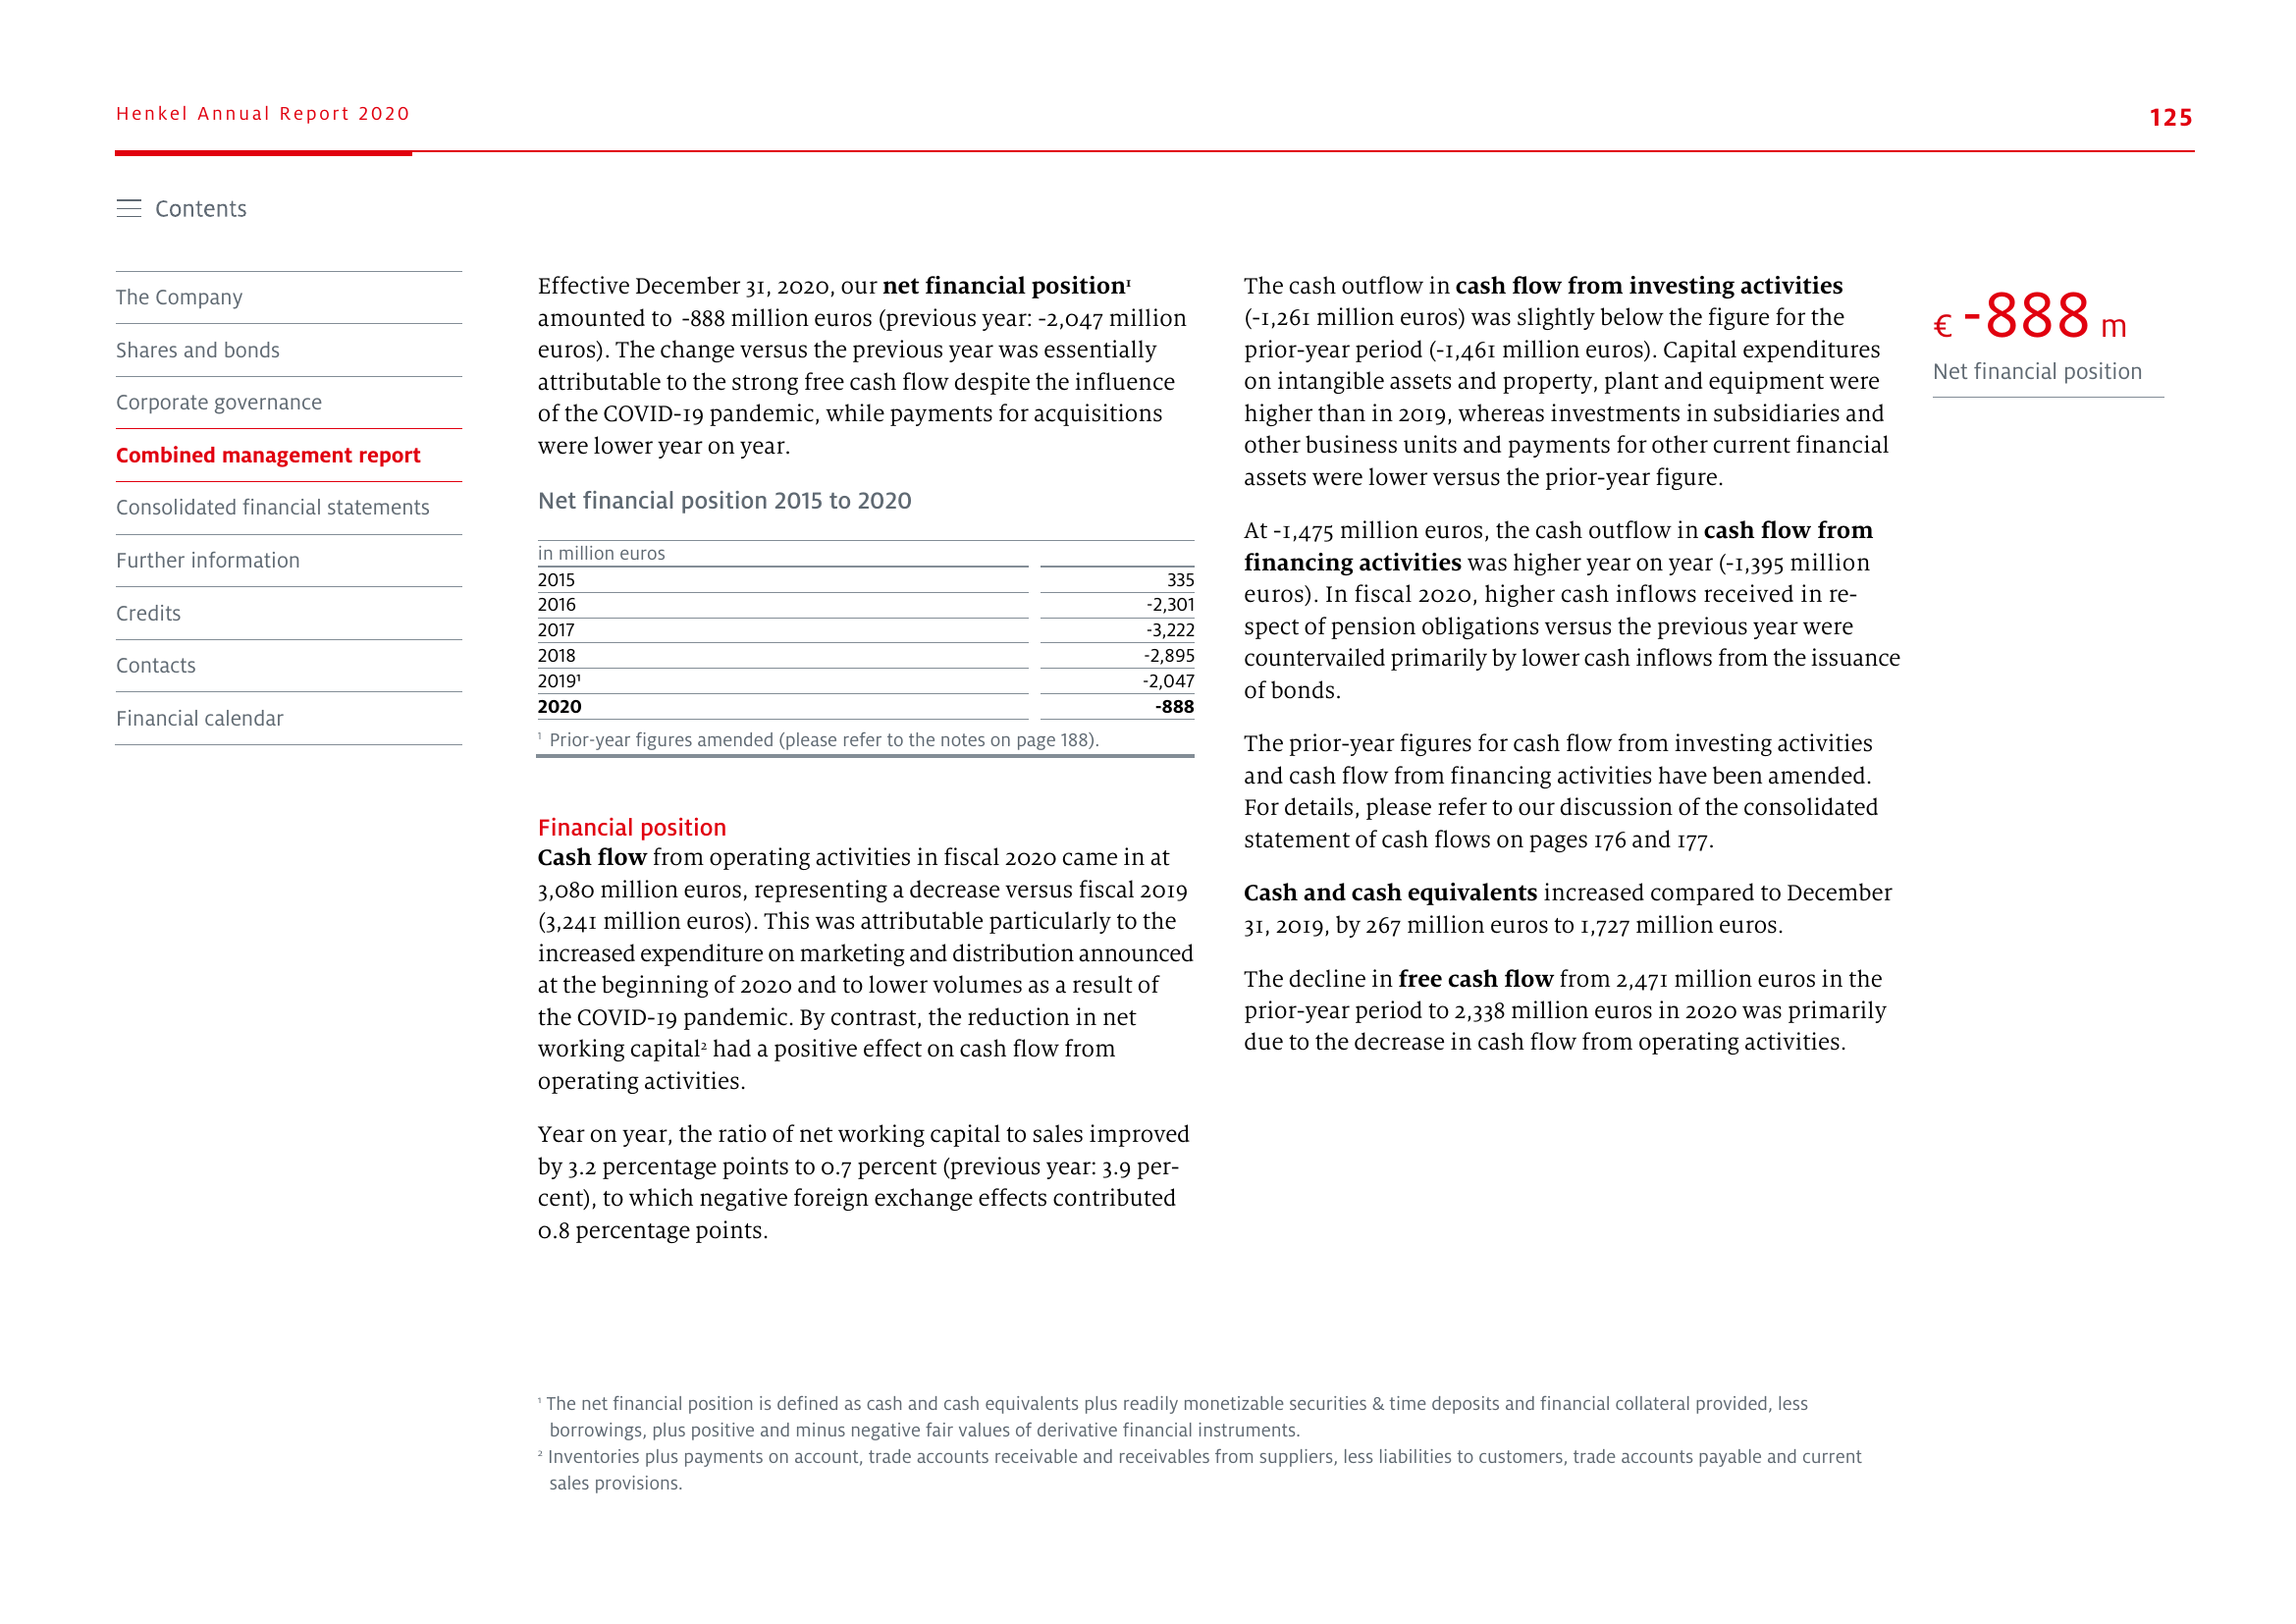 Henkel Annual Report 2020
125
Contents
The Company
Shares and bonds
Corporate governance
Combined management report
Consolidated financial statements
Further information
Credits
Contacts
Financial calendar
Effective December 31, 2020, our net financial position¹
amounted to -888 million euros (previous year: -2,047 million
euros). The change versus the previous year was essentially
attributable to the strong free cash flow despite the influence
of the COVID-19 pandemic, while payments for acquisitions
were lower year on year.
Net financial position 2015 to 2020
in million euros
2015 335
2016 -2,301
2017 -3,222
2018 -2,895
2019¹ -2,047
2020 -888
¹ Prior-year figures amended (please refer to the notes on page 188).
Financial position
Cash flow from operating activities in fiscal 2020 came in at
3,080 million euros, representing a decrease versus fiscal 2019
(3,241 million euros). This was attributable particularly to the
increased expenditure on marketing and distribution announced
at the beginning of 2020 and to lower volumes as a result of
the COVID-19 pandemic. By contrast, the reduction in net
working capital² had a positive effect on cash flow from
operating activities.
Year on year, the ratio of net working capital to sales improved
by 3.2 percentage points to 0.7 percent (previous year: 3.9 per-
cent), to which negative foreign exchange effects contributed
0.8 percentage points.
The cash outflow in cash flow from investing activities
(-1,261 million euros) was slightly below the figure for the
prior-year period (-1,461 million euros). Capital expenditures
on intangible assets and property, plant and equipment were
higher than in 2019, whereas investments in subsidiaries and
other business units and payments for other current financial
assets were lower versus the prior-year figure.
At -1,475 million euros, the cash outflow in cash flow from
financing activities was higher year on year (-1,395 million
euros). In fiscal 2020, higher cash inflows received in re-
spect of pension obligations versus the previous year were
countervailed primarily by lower cash inflows from the issuance
of bonds.
The prior-year figures for cash flow from investing activities
and cash flow from financing activities have been amended.
For details, please refer to our discussion of the consolidated
statement of cash flows on pages 176 and 177.
Cash and cash equivalents increased compared to December
31, 2019, by 267 million euros to 1,727 million euros.
The decline in free cash flow from 2,471 million euros in the
prior-year period to 2,338 million euros in 2020 was primarily
due to the decrease in cash flow from operating activities.
€ -888 m
Net financial position
¹ The net financial position is defined as cash and cash equivalents plus readily monetizable securities & time deposits and financial collateral provided, less
borrowings, plus positive and minus negative fair values of derivative financial instruments.
² Inventories plus payments on account, trade accounts receivable and receivables from suppliers, less liabilities to customers, trade accounts payable and current
sales provisions.